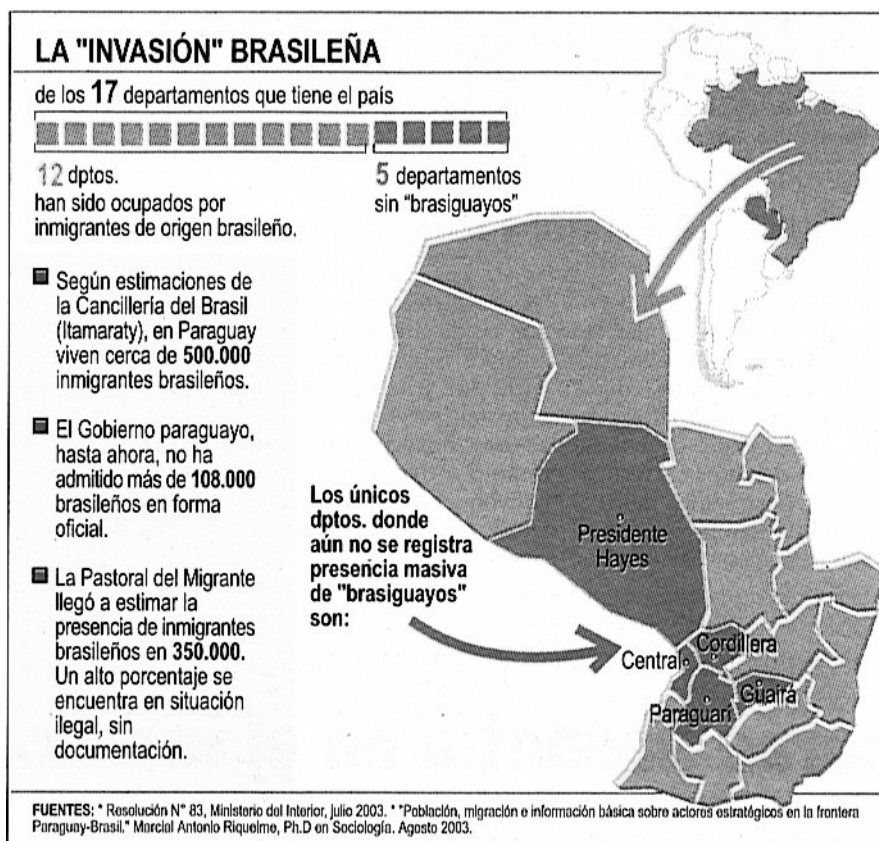 LA "INVASIÓN" BRASILEÑA
de los 17 departamentos que tiene el país
12 dptos.
han sido ocupados por
inmigrantes de origen brasileño.
5 departamentos
sin "brasiguayos"
Según estimaciones de
la Cancillería del Brasil
(Itamaraty), en Paraguay
viven cerca de 500.000
inmigrantes brasileños.
El Gobierno paraguayo,
hasta ahora, no ha
admitido más de 108.000
brasileños en forma
oficial.
La Pastoral del Migrante
llegó a estimar la
presencia de inmigrantes
brasileños en 350.000.
Un alto porcentaje se
encuentra en situación
ilegal, sin
documentación.
Los únicos
dptos. donde
aún no se registra
presencia masiva
de "brasiguayos"
son:
Presidente
Hayes
Cordillera
Central
Guairá
Paraguarí
FUENTES: * Resolución N° 83, Ministerio del Interior, julio 2003. * "Población, migración e información básica sobre actores estratégicos en la frontera
Paraguay-Brasil." Marcial Antonio Riquelme, Ph.D en Sociología. Agosto 2003.